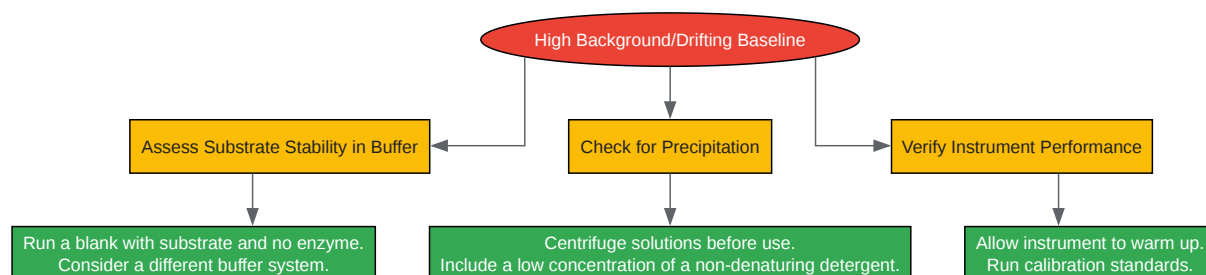 High Background/Drifting Baseline
Assess Substrate Stability in Buffer
Check for Precipitation
Verify Instrument Performance
Run a blank with substrate and no enzyme.
Consider a different buffer system.
Centrifuge solutions before use.
Include a low concentration of a non-denaturing detergent.
Allow instrument to warm up.
Run calibration standards.